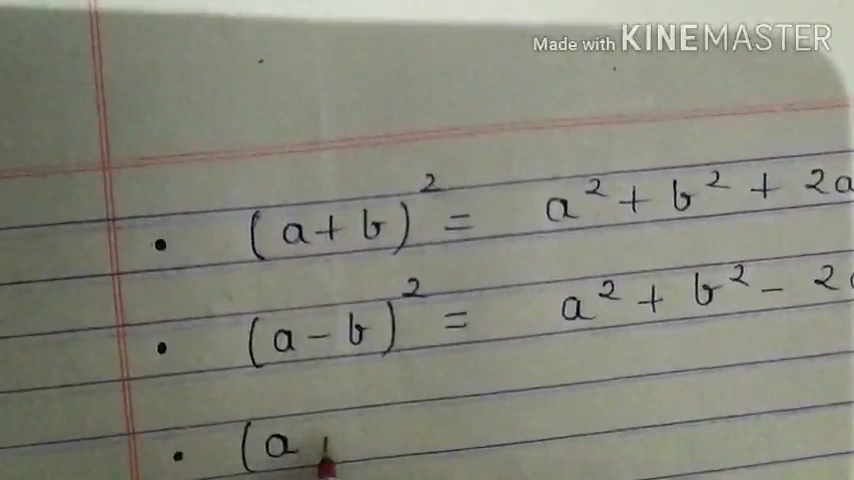 Made with KINEMASTER
• (a+b)² = a² + b² + 2a
• (a-b)² = a² + b² - 2
• (a